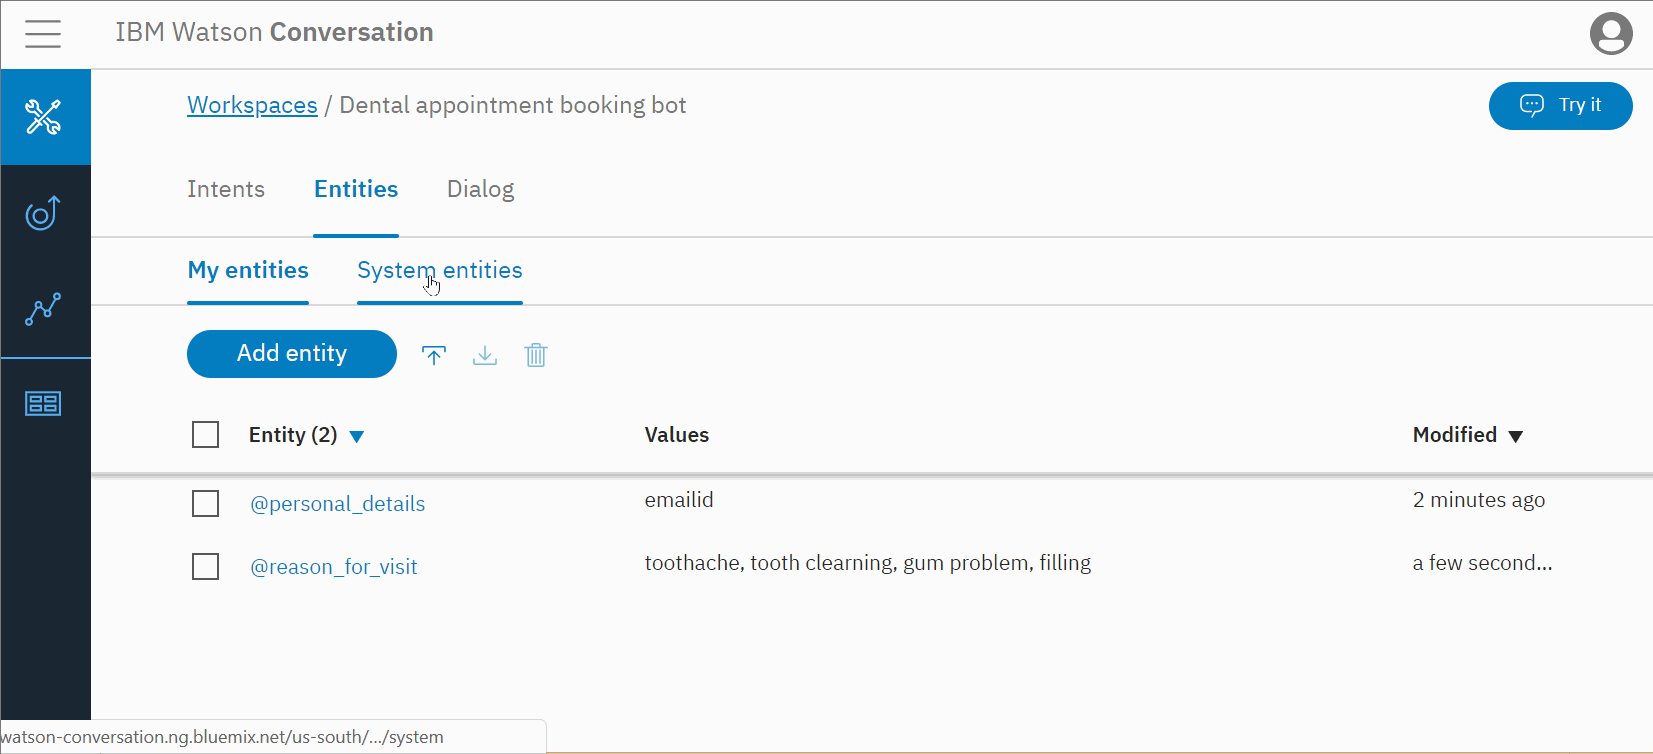 IBM Watson Conversation
Workspaces / Dental appointment booking bot
Try it
Intents Entities Dialog
My entities System entities
Add entity
Entity (2) Values Modified
@personal_details emailid 2 minutes ago
@reason_for_visit toothache, tooth clearning, gum problem, filling a few second...
watson-conversation.ng.bluemix.net/us-south/.../system